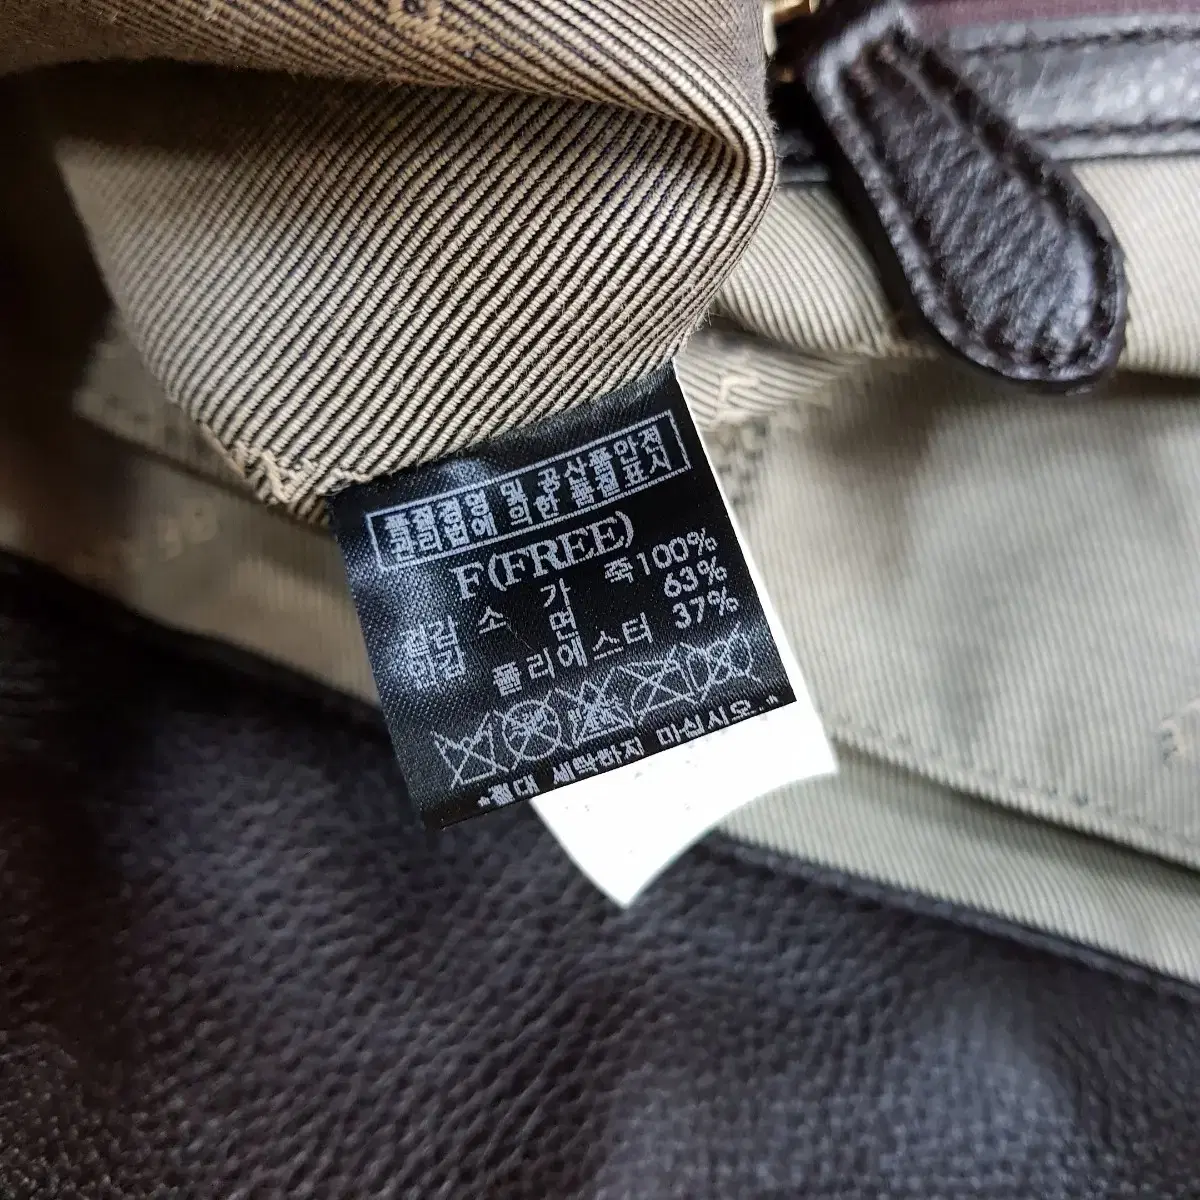 품질경영 및 공산품안전
관리법에 의한 품질표시
F(FREE)
겉감 소 가 죽100%
안감 면 63%
폴리에스터 37%
*절대 세탁하지 마십시오.*